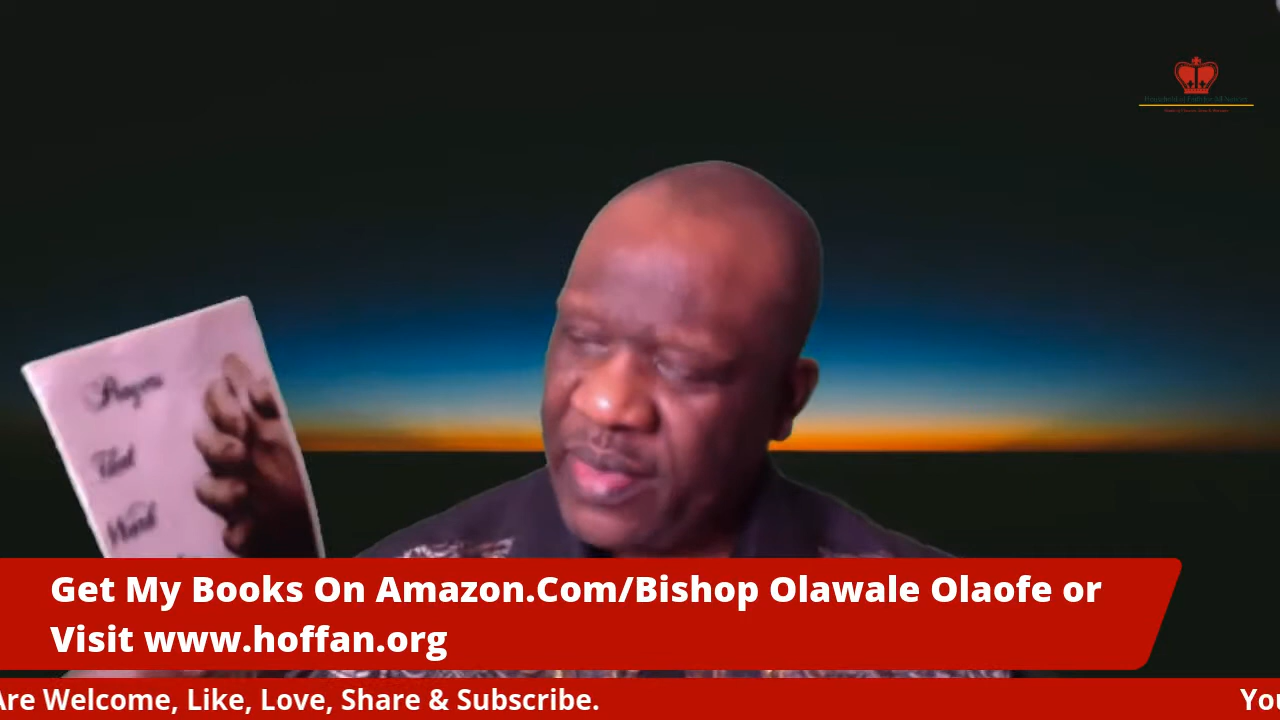 Prayers
That
Work
Get My Books On Amazon.Com/Bishop Olawale Olaofe or
Visit www.hoffan.org
Are Welcome, Like, Love, Share & Subscribe.
You